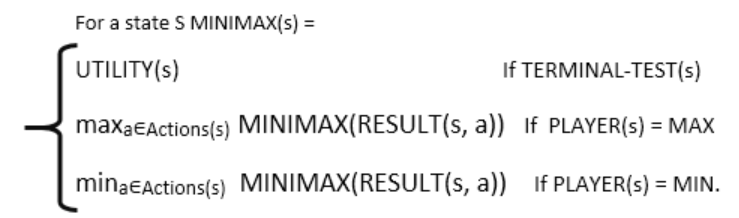 For a state S MINIMAX(s) =
UTILITY(s) If TERMINAL-TEST(s)
maxa∈Actions(s) MINIMAX(RESULT(s, a)) If PLAYER(s) = MAX
mina∈Actions(s) MINIMAX(RESULT(s, a)) If PLAYER(s) = MIN.